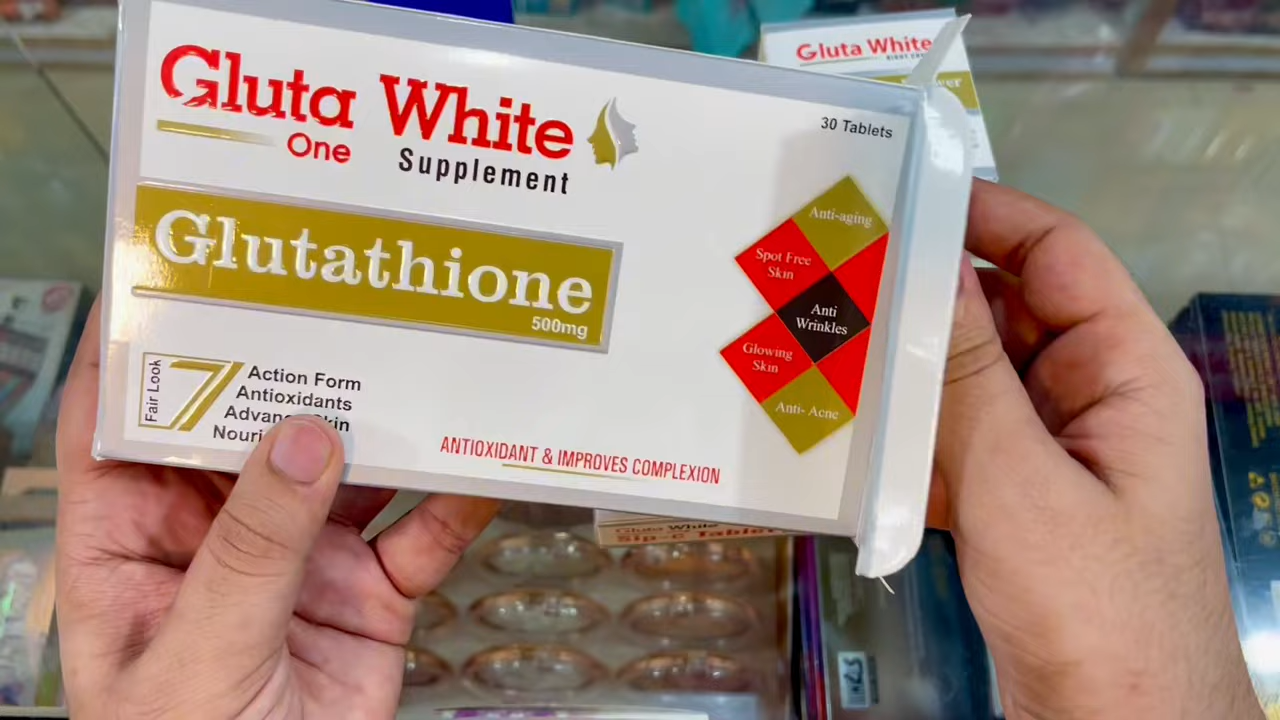 Gluta White
One
Supplement
30 Tablets
Glutathione
500mg
Anti-aging
Spot Free
Skin
Anti
Wrinkles
Glowing
Skin
Anti- Acne
Fair Look
7
Action Form
Antioxidants
ANTIOXIDANT & IMPROVES COMPLEXION
Gluta White
Gluta White
Sip-c